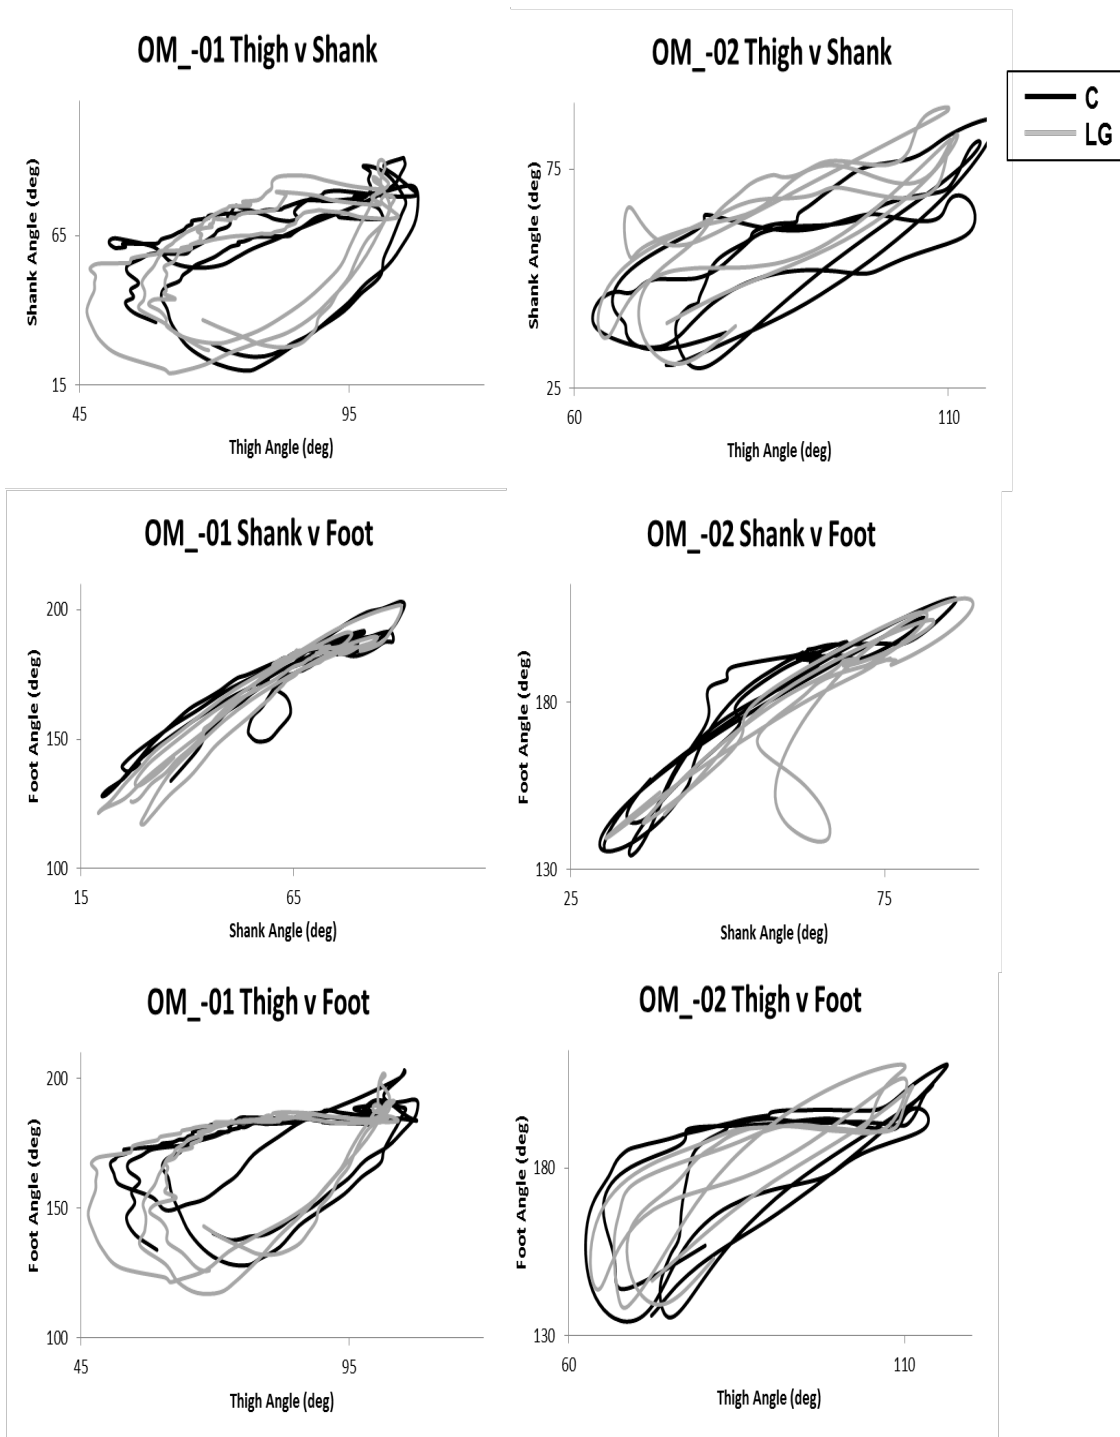 OM_-01 Thigh v Shank
Shank Angle (deg)
65
15
45
95
Thigh Angle (deg)
OM_-02 Thigh v Shank
C
LG
Shank Angle (deg)
75
25
60
110
Thigh Angle (deg)
OM_-01 Shank v Foot
Foot Angle (deg)
200
150
100
15
65
Shank Angle (deg)
OM_-02 Shank v Foot
Foot Angle (deg)
180
130
25
75
Shank Angle (deg)
OM_-01 Thigh v Foot
Foot Angle (deg)
200
150
100
45
95
Thigh Angle (deg)
OM_-02 Thigh v Foot
Foot Angle (deg)
180
130
60
110
Thigh Angle (deg)